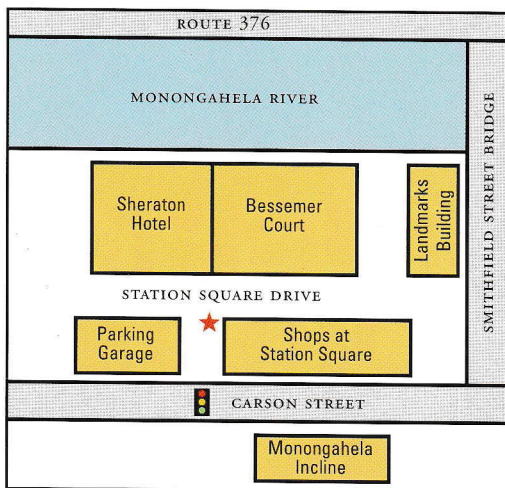 ROUTE 376
MONONGAHELA RIVER
SMITHFIELD STREET BRIDGE
Sheraton
Hotel
Bessemer
Court
Landmarks
Building
STATION SQUARE DRIVE
Parking
Garage
Shops at
Station Square
CARSON STREET
Monongahela
Incline